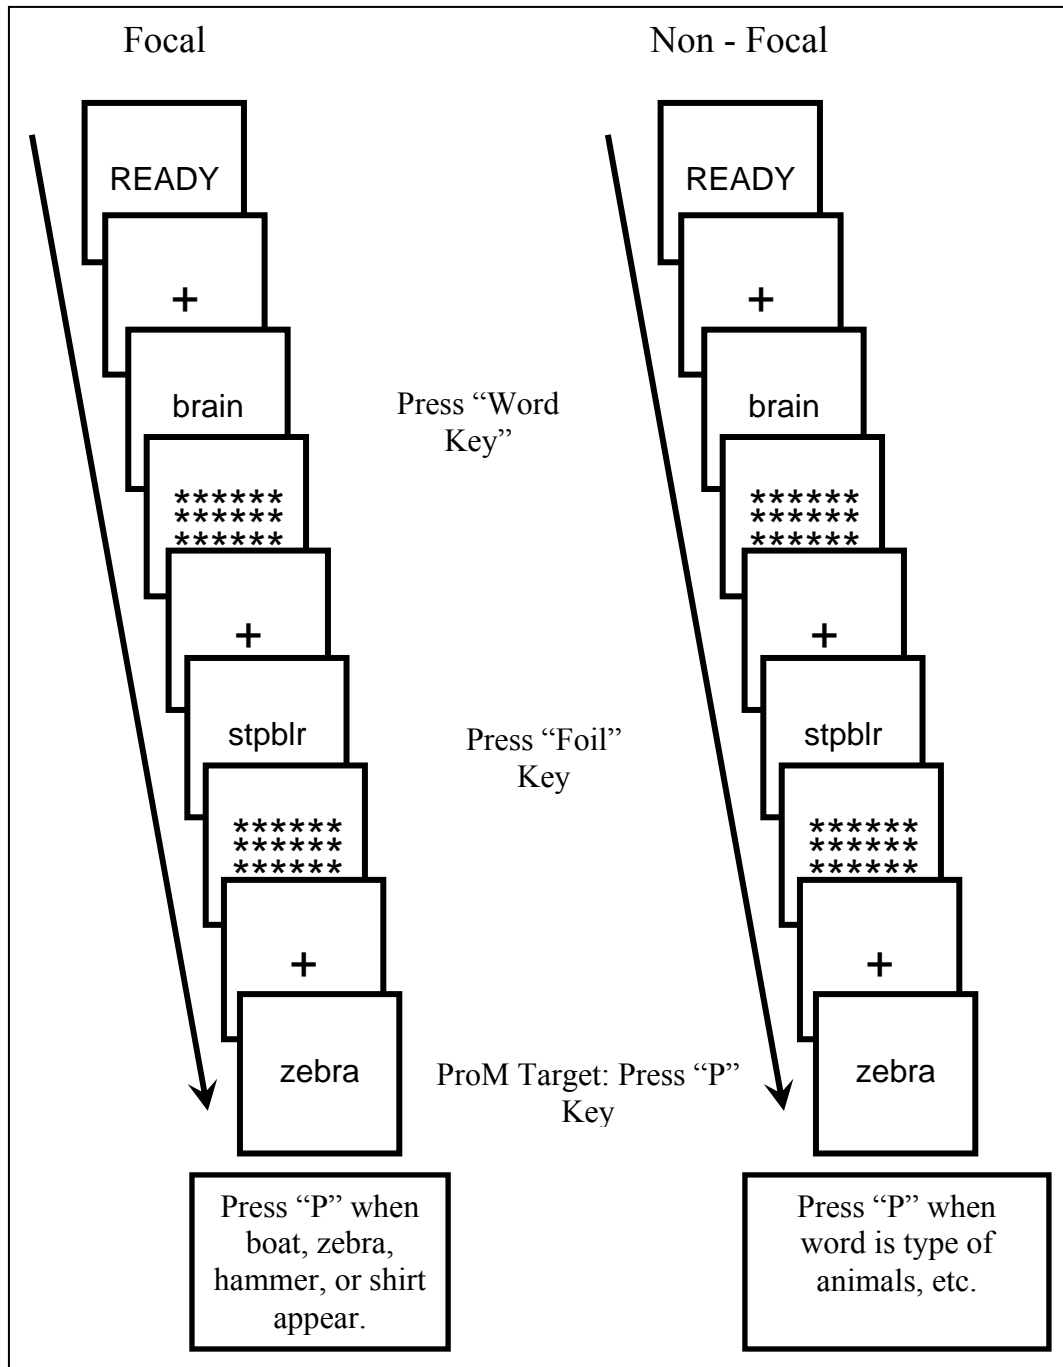 Focal
Non - Focal
READY
READY
+
+
brain
Press “Word
Key”
brain
******
******
******
******
******
******
+
+
stpblr
Press “Foil”
Key
stpblr
******
******
******
******
******
******
+
+
zebra
ProM Target: Press “P”
Key
zebra
Press “P” when
boat, zebra,
hammer, or shirt
appear.
Press “P” when
word is type of
animals, etc.